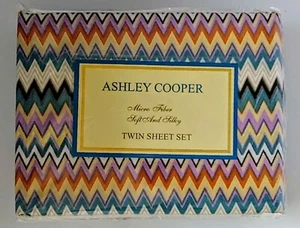 ASHLEY COOPER
Micro Fiber
Soft And Silky
TWIN SHEET SET